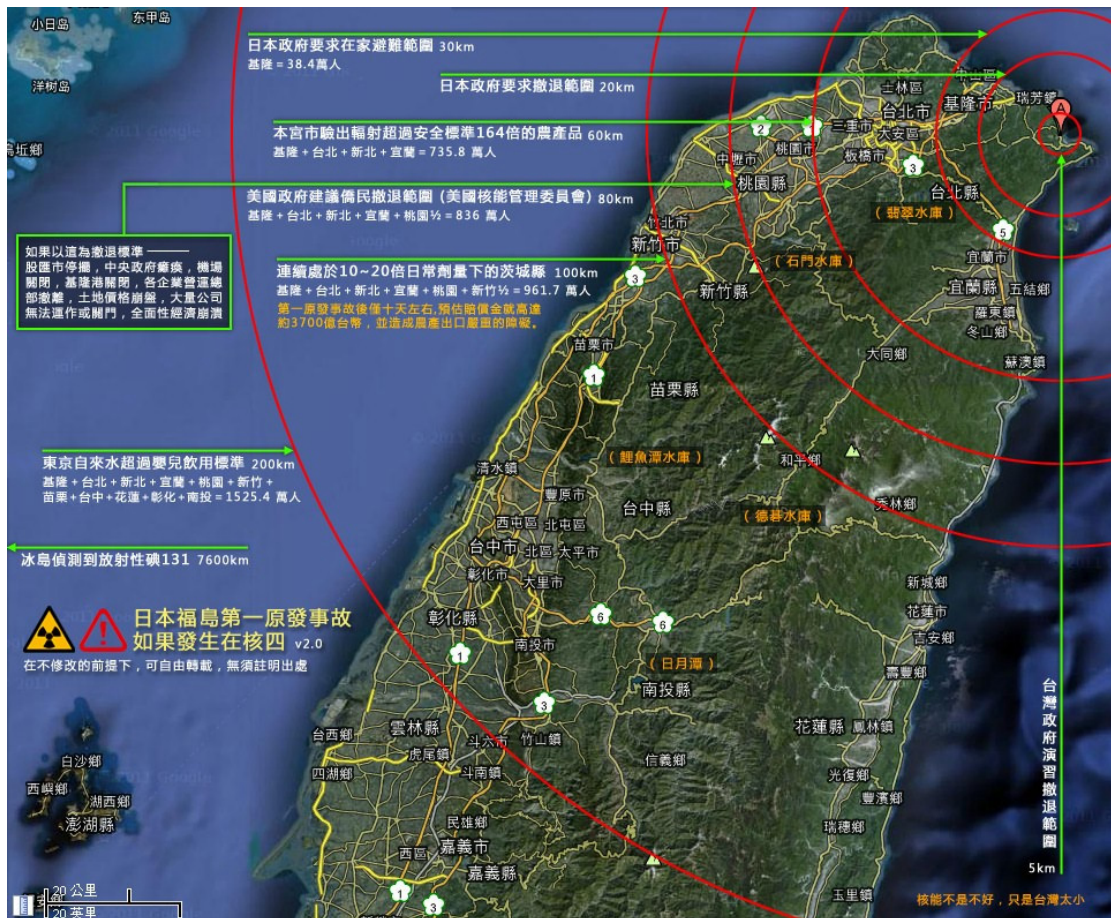 小日岛
东甲岛
洋树岛
烏坵鄉
日本政府要求在家避難範圍 30km
基隆=38.4萬人
日本政府要求撤退範圍 20km
本宮市驗出輻射超過安全標準164倍的農產品 60km
基隆+台北+新北+宜蘭=735.8 萬人
美國政府建議僑民撤退範圍 (美國核能管理委員會) 80km
基隆+台北+新北+宜蘭+桃園½=836 萬人
如果以這為撤退標準 ———
股匯市停擺，中央政府癱瘓，機場
關閉，基隆港關閉，各企業營運總
部撤離，土地價格崩盤，大量公司
無法運作或關門，全面性經濟崩潰
連續處於10~20倍日常劑量下的茨城縣 100km
基隆+台北+新北+宜蘭+桃園+新竹½=961.7 萬人
第一原發事故後僅十天左右,預估賠償金就高達
約3700億台幣，並造成農產出口嚴重的障礙。
東京自來水超過嬰兒飲用標準 200km
基隆+台北+新北+宜蘭+桃園+新竹+
苗栗+台中+花蓮+彰化+南投=1525.4 萬人
冰島偵測到放射性碘131 7600km
日本福島第一原發事故
如果發生在核四 v2.0
在不修改的前提下，可自由轉載，無須註明出處
中山區
士林區
瑞芳鎮
A
基隆市
台北市
三重市
大安區
2
桃園市
板橋市
中壢市
3
桃園縣
台北縣
(翡翠水庫)
竹北市
新竹市
5
宜蘭市
(石門水庫)
3
新竹縣
宜蘭縣
五結鄉
羅東鎮
冬山鄉
苗栗市
大同鄉
蘇澳鎮
1
苗栗縣
(鯉魚潭水庫)
和平鄉
清水鎮
豐原市
台中縣
秀林鄉
(德碁水庫)
西屯區
北屯區
台中市
北區
太平市
彰化市
大里市
新城鄉
彰化縣
6
6
花蓮市
吉安鄉
1
南投市
(日月潭)
壽豐鄉
南投縣
3
台西鄉
雲林縣
斗六市
竹山鎮
花蓮縣
鳳林鎮
虎尾鎮
信義鄉
四湖鄉
斗南鎮
光復鄉
豐濱鄉
白沙鄉
西嶼鄉
湖西鄉
澎湖縣
民雄鄉
瑞穗鄉
西區
嘉義市
嘉義縣
1
3
玉里鎮
台灣政府演習撤退範圍
5km
核能不是不好，只是台灣太小
20 公里
20 英里